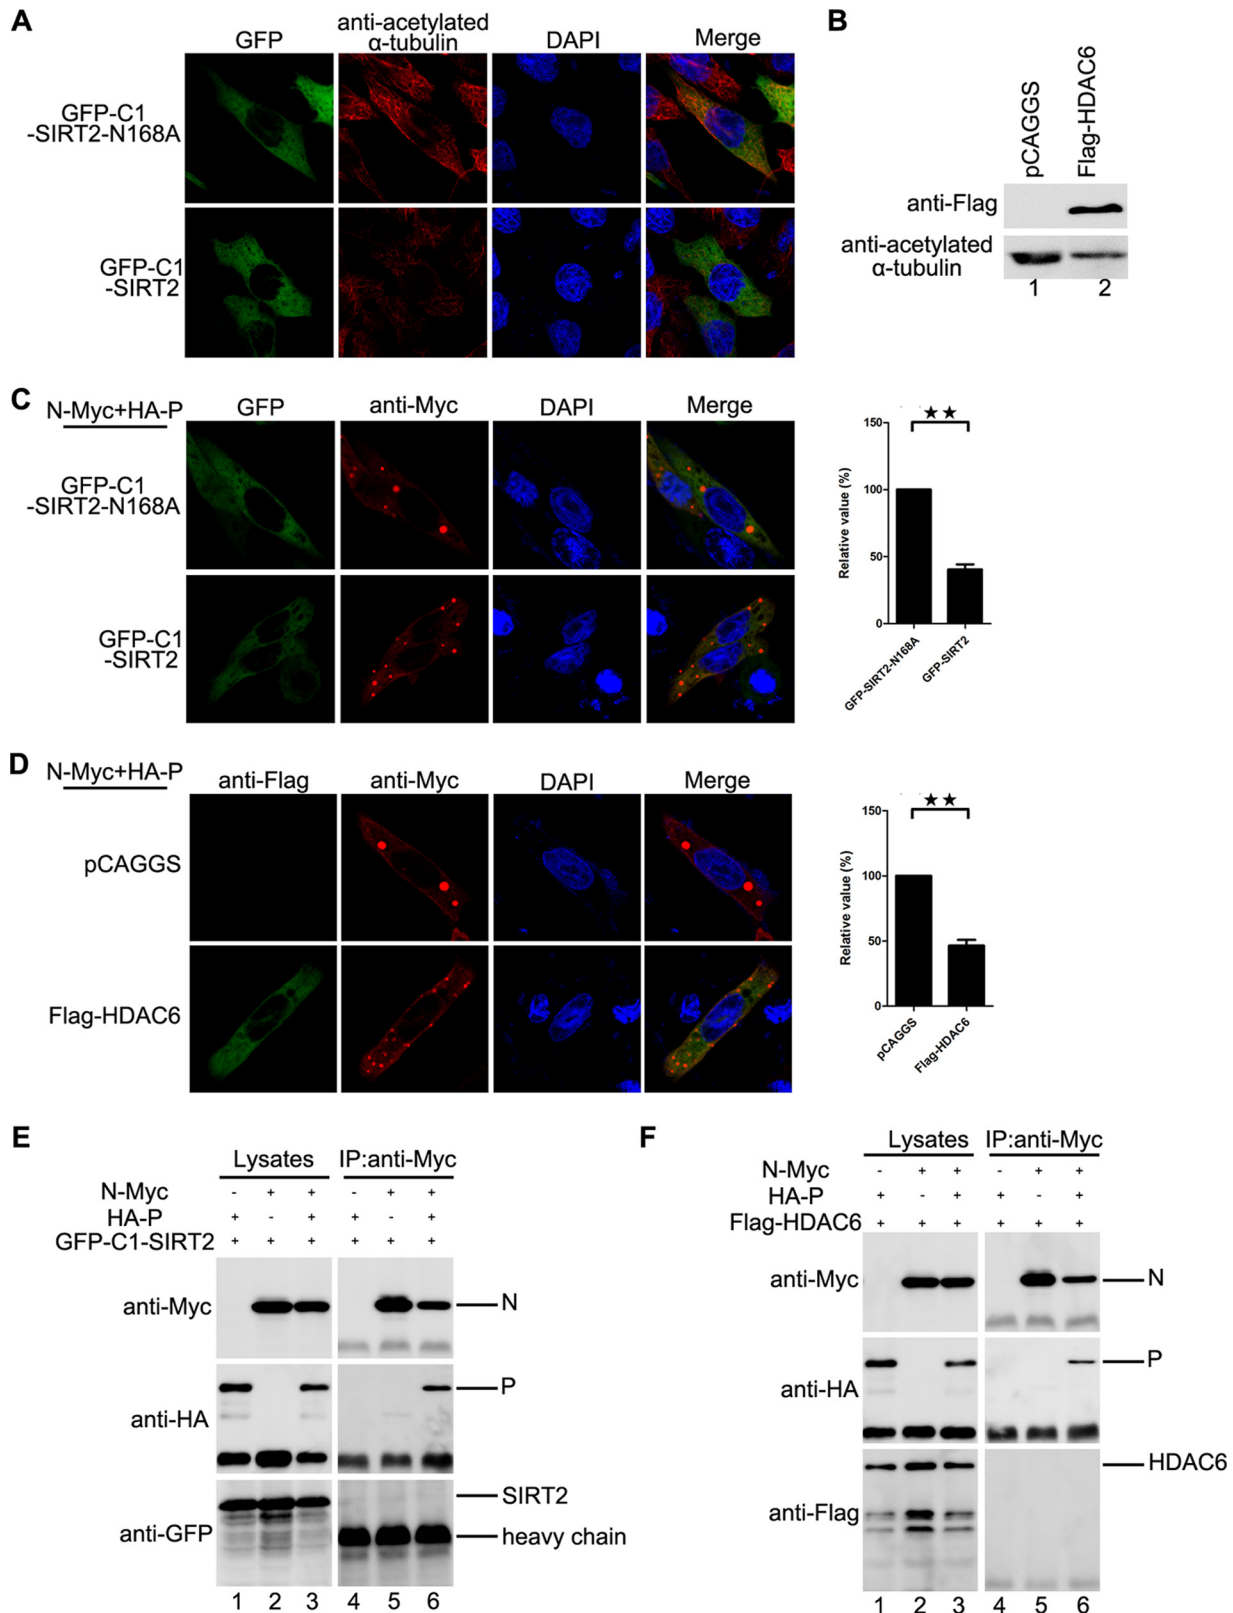 A
GFP
anti-acetylated
α-tubulin
DAPI
Merge
GFP-C1
-SIRT2-N168A
GFP-C1
-SIRT2
B
pCAGGS
Flag-HDAC6
anti-Flag
anti-acetylated
α-tubulin
1 2
C
N-Myc+HA-P
GFP
anti-Myc
DAPI
Merge
GFP-C1
-SIRT2-N168A
GFP-C1
-SIRT2
★★
Relative value (%)
150
100
50
0
GFP-SIRT2-N168A
GFP-SIRT2
D
N-Myc+HA-P
anti-Flag
anti-Myc
DAPI
Merge
pCAGGS
Flag-HDAC6
★★
Relative value (%)
150
100
50
0
pCAGGS
Flag-HDAC6
E
Lysates IP:anti-Myc
N-Myc - + + - + +
HA-P + - + + - +
GFP-C1-SIRT2 + + + + + +
anti-Myc N
anti-HA P
SIRT2
anti-GFP heavy chain
1 2 3 4 5 6
F
Lysates IP:anti-Myc
N-Myc - + + - + +
HA-P + - + + - +
Flag-HDAC6 + + + + + +
anti-Myc N
P
anti-HA
HDAC6
anti-Flag
1 2 3 4 5 6